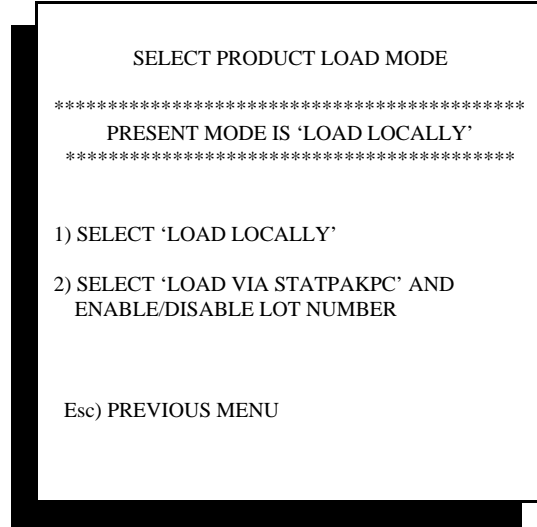 SELECT PRODUCT LOAD MODE
********************************************
PRESENT MODE IS ‘LOAD LOCALLY’
******************************************
1) SELECT ‘LOAD LOCALLY’
2) SELECT ‘LOAD VIA STATPAKPC’ AND
ENABLE/DISABLE LOT NUMBER
Esc) PREVIOUS MENU